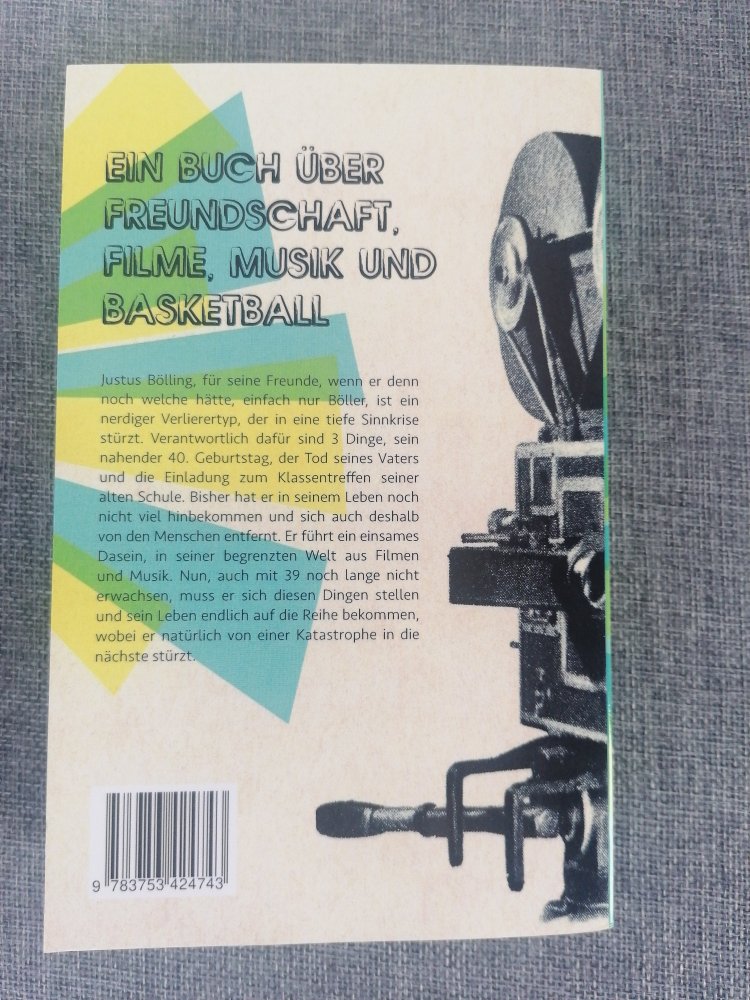 EIN BUCH ÜBER
FREUNDSCHAFT,
FILME, MUSIK UND
BASKETBALL
Justus Bölling, für seine Freunde, wenn er denn
noch welche hätte, einfach nur Böller, ist ein
nerdiger Verlierertyp, der in eine tiefe Sinnkrise
stürzt. Verantwortlich dafür sind 3 Dinge, sein
nahender 40. Geburtstag, der Tod seines Vaters
und die Einladung zum Klassentreffen seiner
alten Schule. Bisher hat er in seinem Leben noch
nicht viel hinbekommen und sich auch deshalb
von den Menschen entfernt. Er führt ein einsames
Dasein, in seiner begrenzten Welt aus Filmen
und Musik. Nun, auch mit 39 noch lange nicht
erwachsen, muss er sich diesen Dingen stellen
und sein Leben endlich auf die Reihe bekommen,
wobei er natürlich von einer Katastrophe in die
nächste stürzt.
9 783753 424743